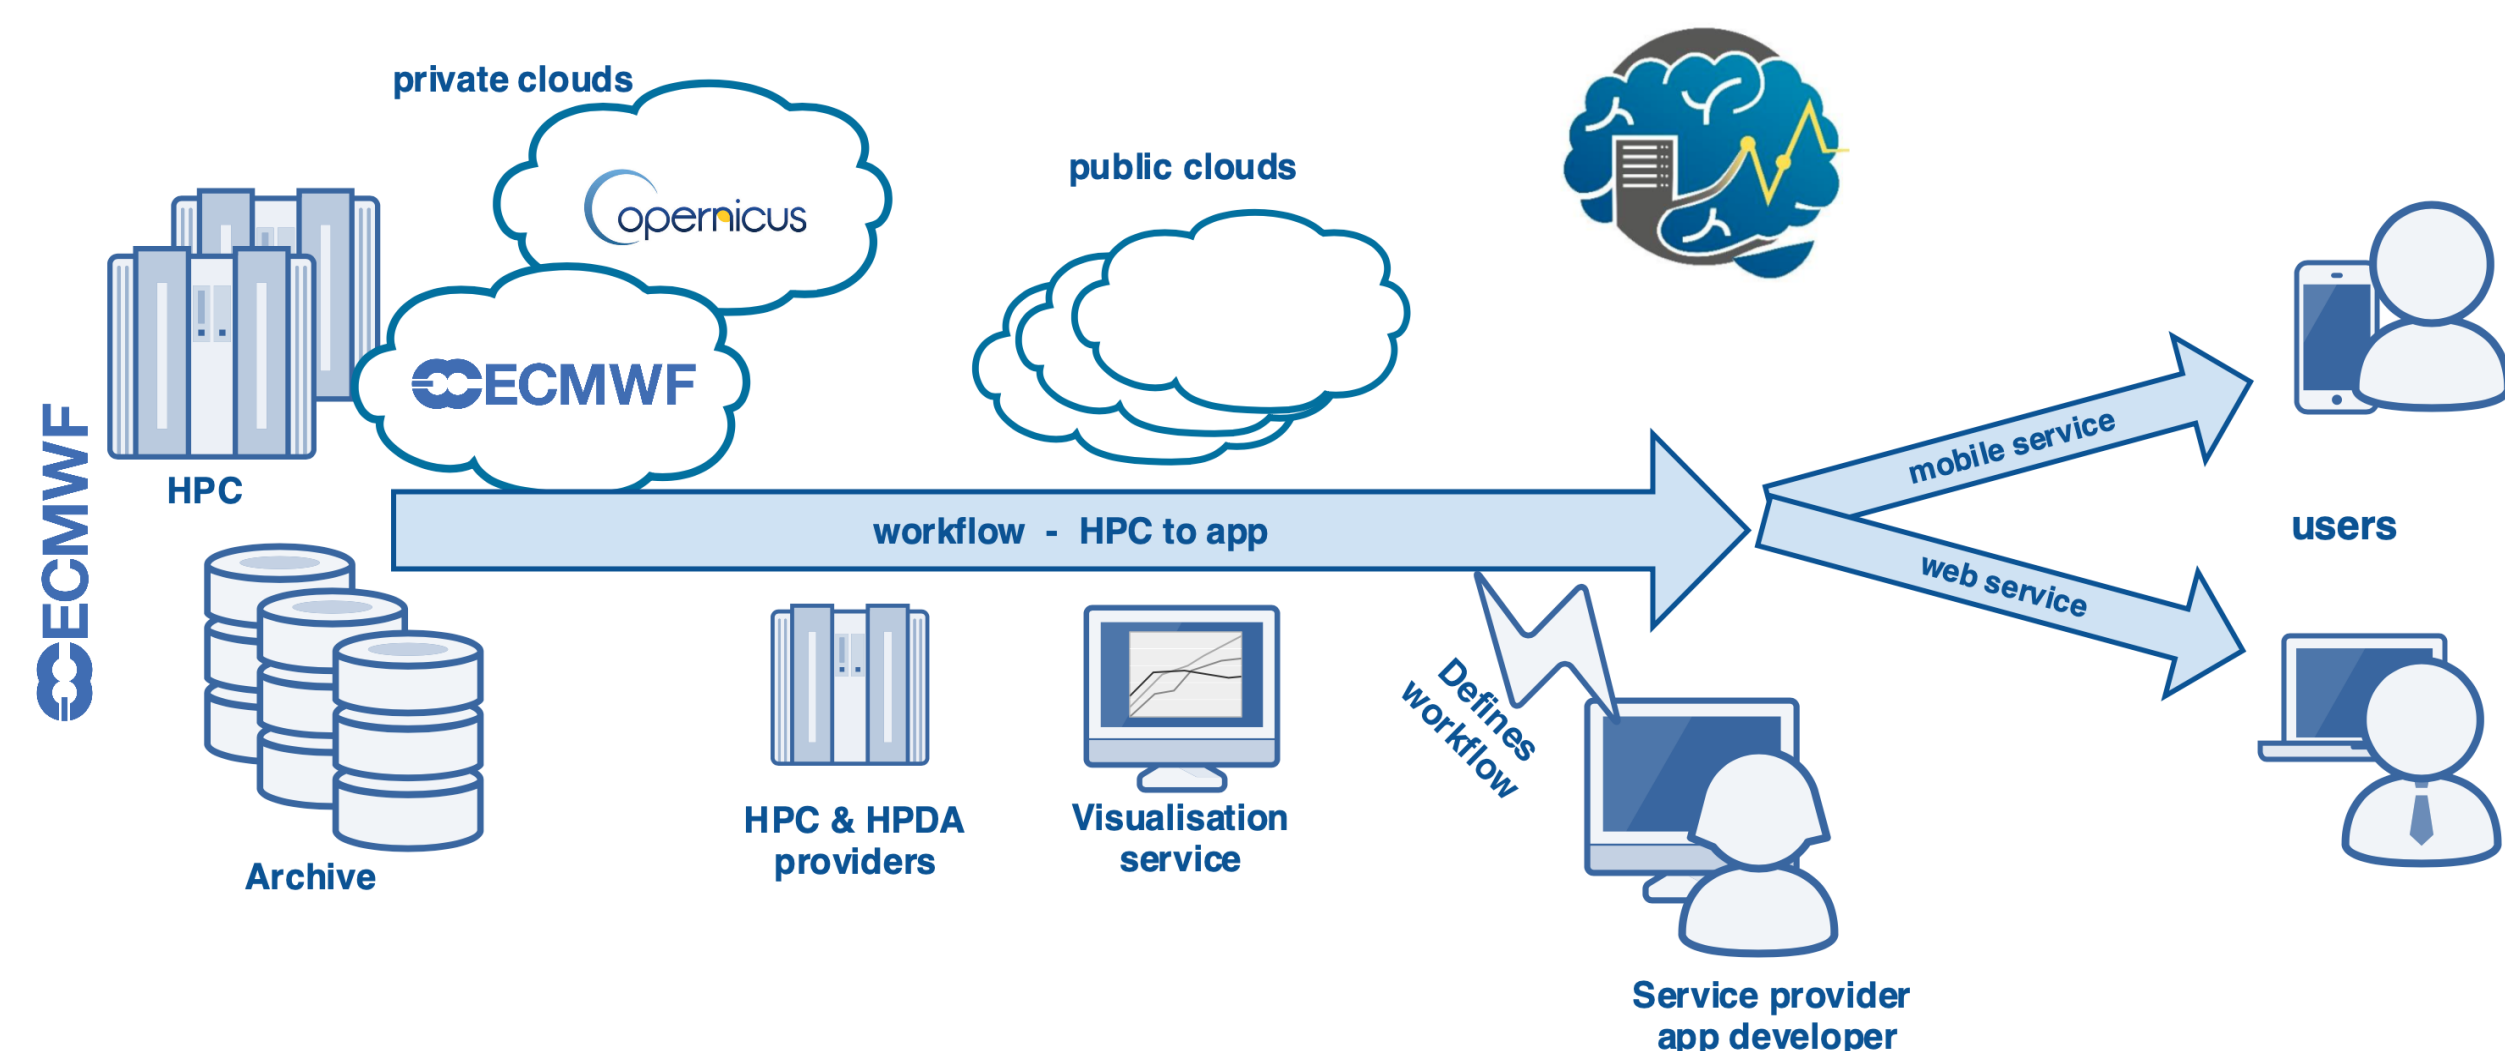 private clouds
opernicus
public clouds
ECMWF
ECMWF
HPC
workflow - HPC to app
mobile service
web service
users
Defines
workflow
Archive
HPC & HPDA
providers
Visualisation
service
Service provider
app developer